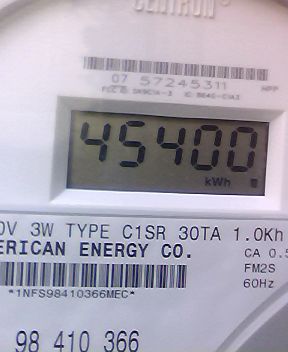 CENTRON
07 57245311
45400
kWh
0V 3W TYPE C1SR 30TA 1.0Kh
ERICAN ENERGY CO.
CA 0.5
FM2S
60Hz
*1NFS98410366MEC*
98 410 366